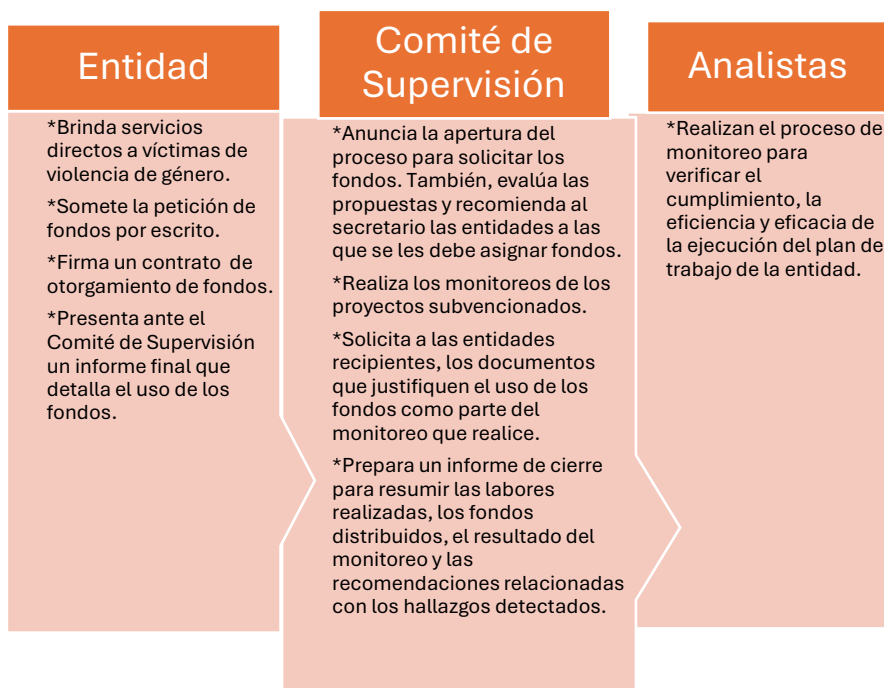 Entidad
*Brinda servicios
directos a víctimas de
violencia de género.
*Somete la petición de
fondos por escrito.
*Firma un contrato de
otorgamiento de fondos.
*Presenta ante el
Comité de Supervisión
un informe final que
detalla el uso de los
fondos.
Comité de
Supervisión
*Anuncia la apertura del
proceso para solicitar los
fondos. También, evalúa las
propuestas y recomienda al
secretario las entidades a las
que se les debe asignar fondos.
*Realiza los monitoreos de los
proyectos subvencionados.
*Solicita a las entidades
recipientes, los documentos
que justifiquen el uso de los
fondos como parte del
monitoreo que realice.
*Prepara un informe de cierre
para resumir las labores
realizadas, los fondos
distribuidos, el resultado del
monitoreo y las
recomendaciones relacionadas
con los hallazgos detectados.
Analistas
*Realizan el proceso de
monitoreo para
verificar el
cumplimiento, la
eficiencia y eficacia de
la ejecución del plan de
trabajo de la entidad.